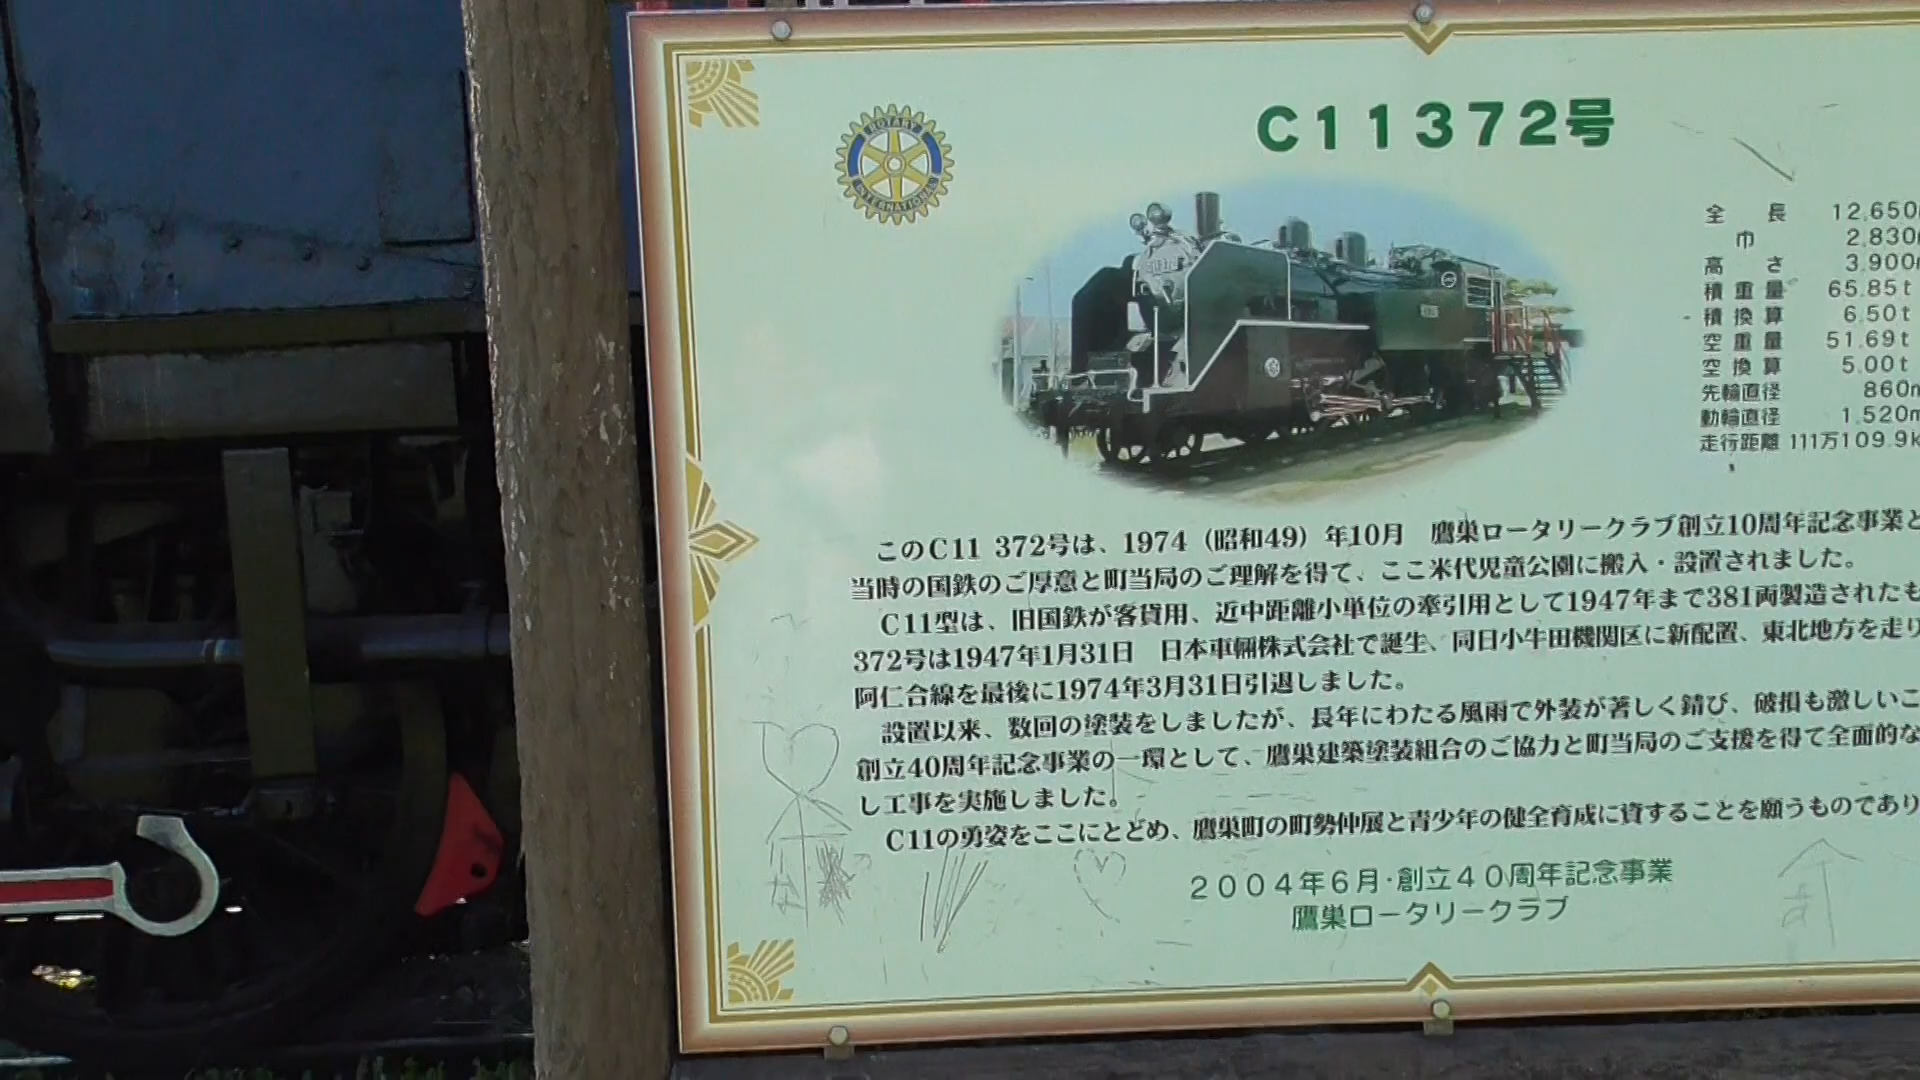 C11372号
ROTARY
INTERNATIONAL
全長 12,650
巾 2,830
高さ 3,900
積重量 65.85t
積換算 6.50t
空重量 51.69t
空換算 5.00t
先輪直径 860
動輪直径 1,520
走行距離 111万109.9
このC11 372号は、1974（昭和49）年10月 鷹巣ロータリークラブ創立10周年記念事業と
当時の国鉄のご厚意と町当局のご理解を得て、ここ米代児童公園に搬入・設置されました。
C11型は、旧国鉄が客貨用、近中距離小単位の牽引用として1947年まで381両製造されたも
372号は1947年1月31日 日本車輛株式会社で誕生、同日小牛田機関区に新配置、東北地方を走り
阿仁合線を最後に1974年3月31日引退しました。
設置以来、数回の塗装をしましたが、長年にわたる風雨で外装が著しく錆び、破損も激しいこ
創立40周年記念事業の一環として、鷹巣建築塗装組合のご協力と町当局のご支援を得て全面的な
し工事を実施しました。
C11の勇姿をここにとどめ、鷹巣町の町勢伸展と青少年の健全育成に資することを願うものであり
2004年6月・創立40周年記念事業
鷹巣ロータリークラブ